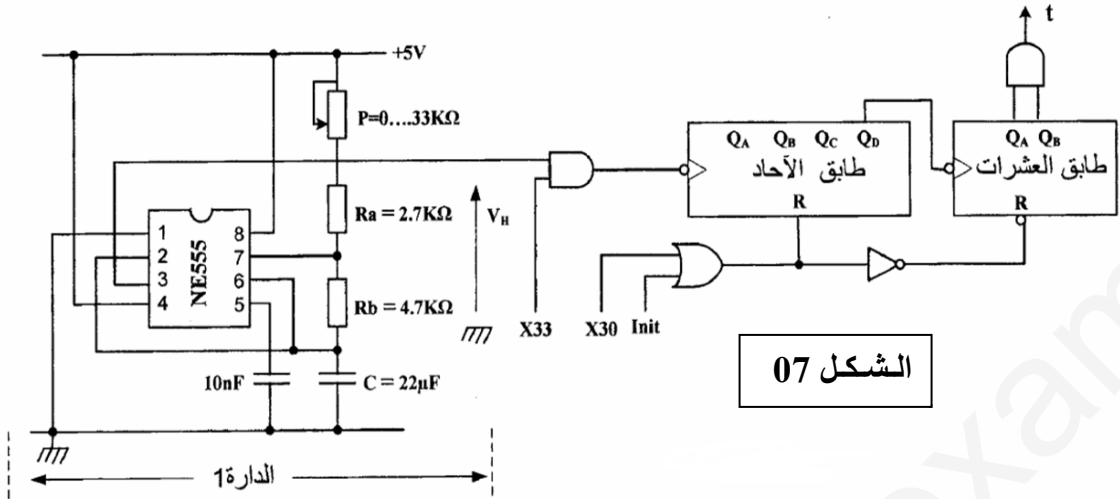 t
+5V
P=0....33KΩ
QA QB QC QD
طابق الآحاد
R
QA QB
طابق العشرات
R
Ra = 2.7KΩ
VH
NE555
1 8
2 7
3 6
4 5
Rb = 4.7KΩ
X33 X30 Init
10nF
C = 22µF
الشكل 07
الدارة1
exam